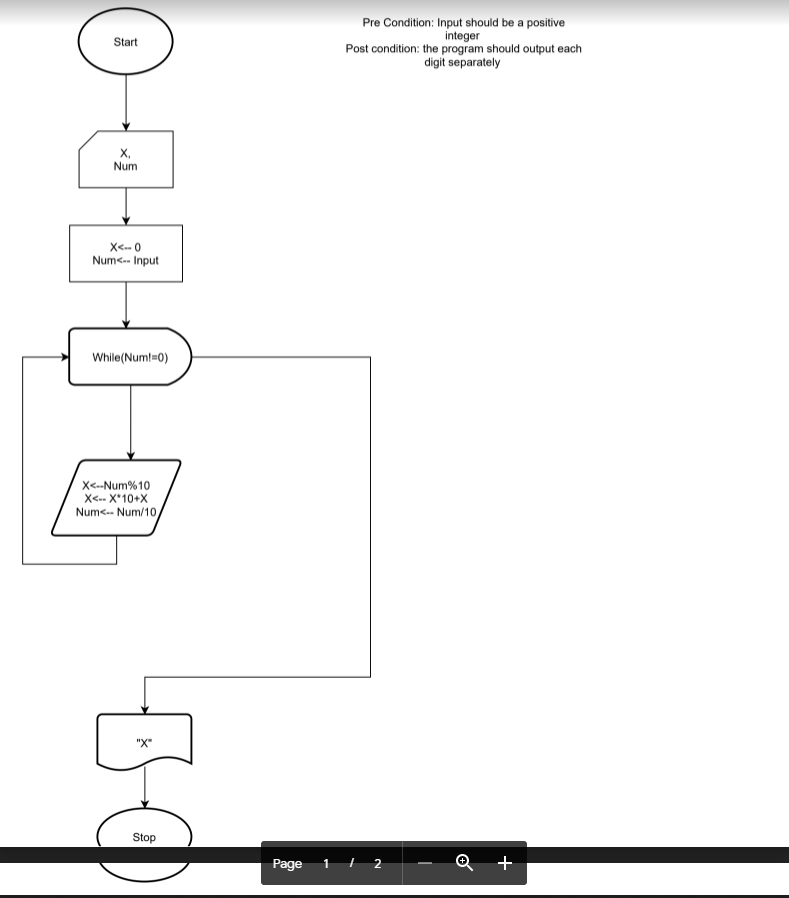 Start
Pre Condition: Input should be a positive
integer
Post condition: the program should output each
digit separately
X,
Num
X<-- 0
Num<-- Input
While(Num!=0)
X<--Num%10
X<-- X*10+X
Num<-- Num/10
"X"
Stop
Page 1 / 2